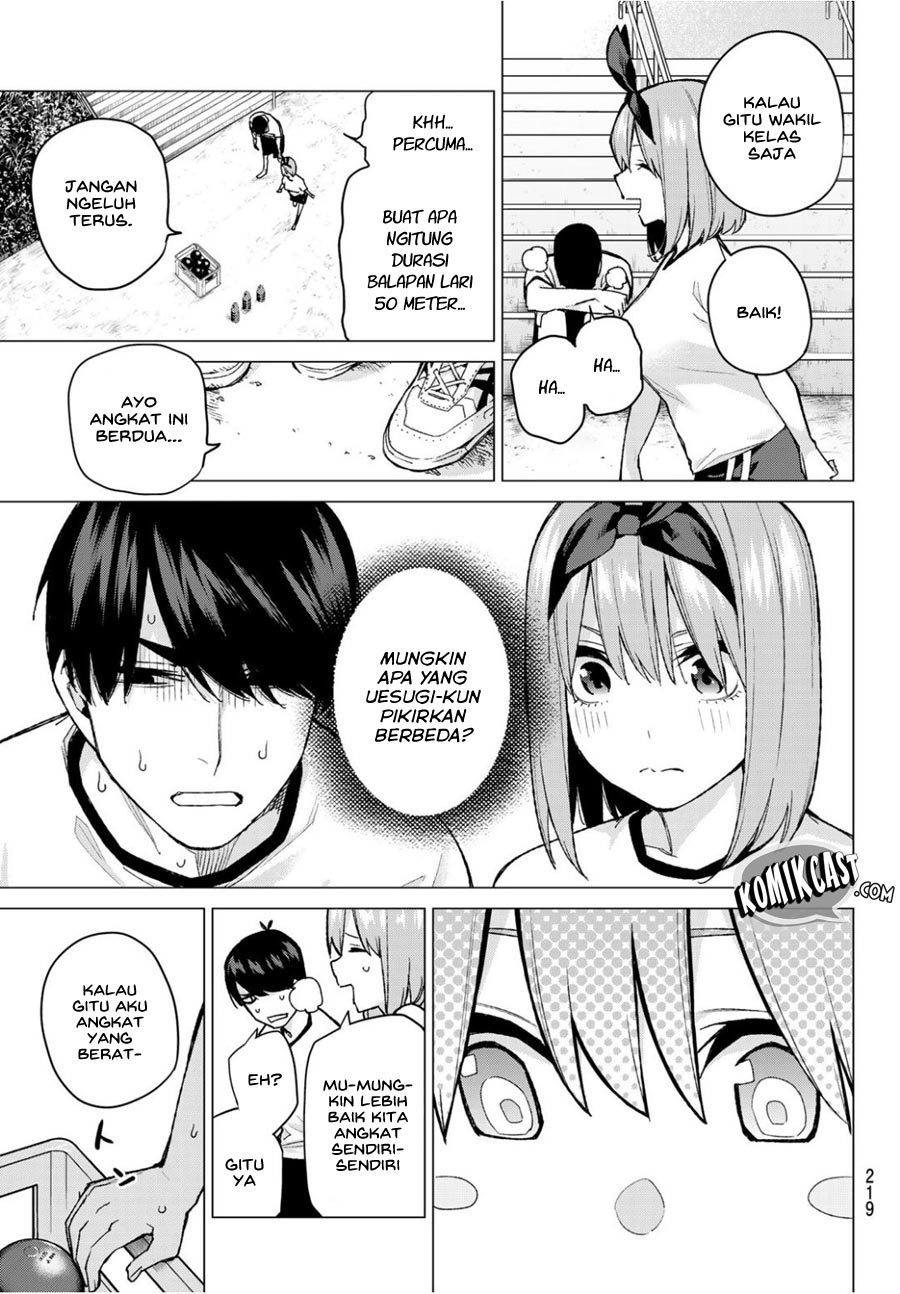 KALAU
GITU WAKIL
KELAS
SAJA
BAIK!
HA...
HA...
KHH...
PERCUMA...
BUAT APA
NGITUNG
DURASI
BALAPAN LARI
50 METER...
JANGAN
NGELUH
TERUS.
AYO
ANGKAT INI
BERDUA...
MUNGKIN
APA YANG
UESUGI-KUN
PIKIRKAN
BERBEDA?
KOMIKCAST
.COM
MU-MUNG-
KIN LEBIH
BAIK KITA
ANGKAT
SENDIRI-
SENDIRI
EH?
GITU
YA
KALAU
GITU AKU
ANGKAT
YANG
BERAT-
219